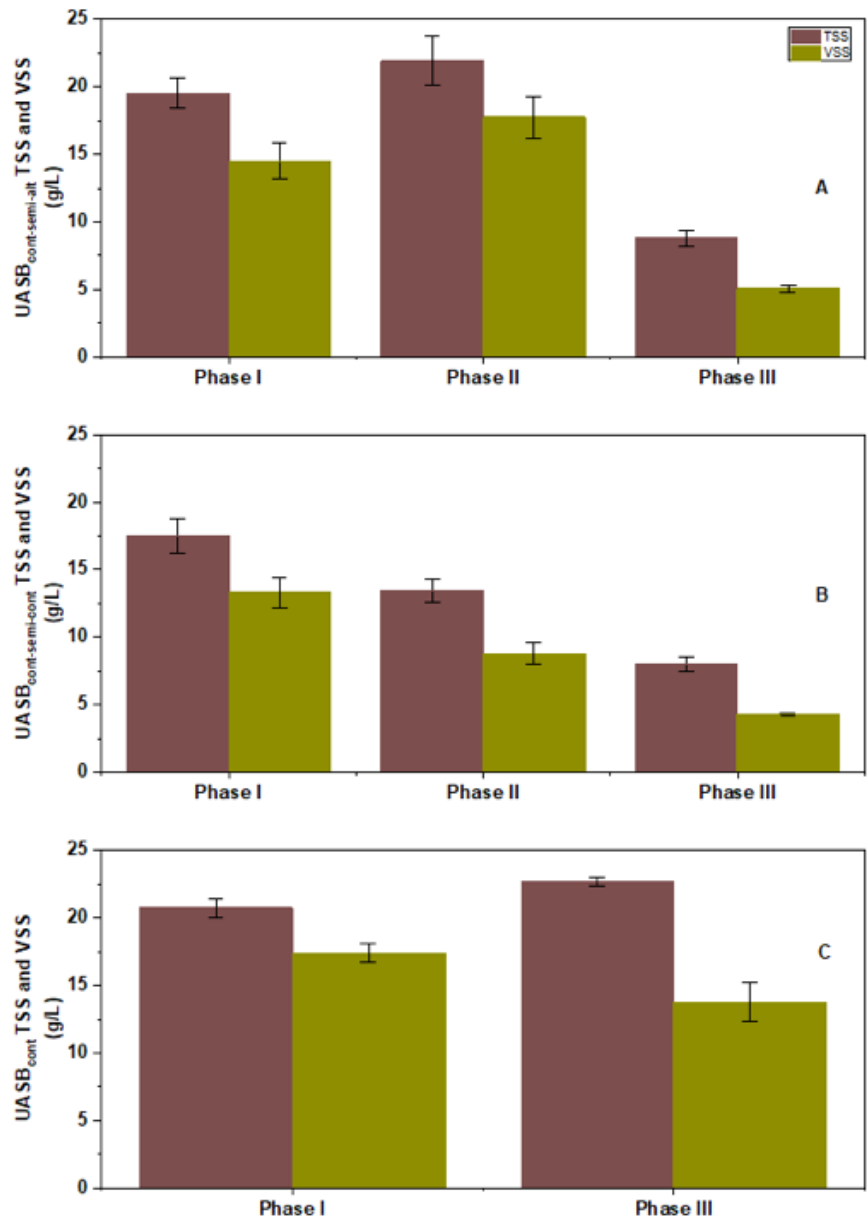 25
20
15
10
5
0
UASBcont-semi-alt TSS and VSS
(g/L)
TSS
VSS
A
Phase I Phase II Phase III
25
20
15
10
5
0
UASBcont-semi-cont TSS and VSS
(g/L)
B
Phase I Phase II Phase III
25
20
15
10
5
0
UASBcont TSS and VSS
(g/L)
C
Phase I Phase III